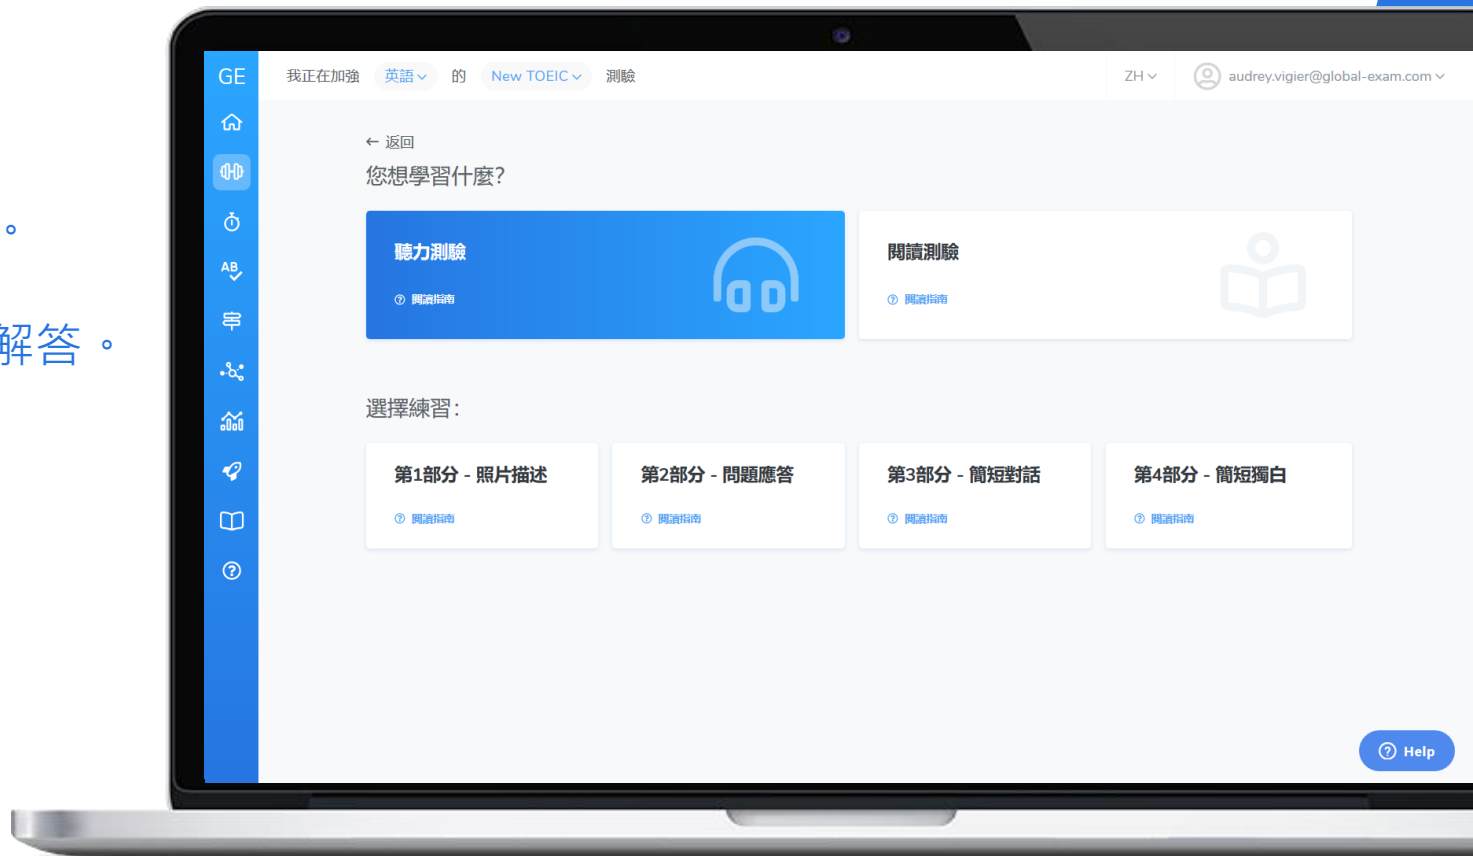 GE
我正在加強 英語 的 New TOEIC 測驗
ZH
audrey.vigier@global-exam.com
← 返回
您想學習什麼？
。
解答。
聽力測驗
閱讀指南
閱讀測驗
閱讀指南
選擇練習：
第1部分 - 照片描述
閱讀指南
第2部分 - 問題應答
閱讀指南
第3部分 - 簡短對話
閱讀指南
第4部分 - 簡短獨白
閱讀指南
AB
Help